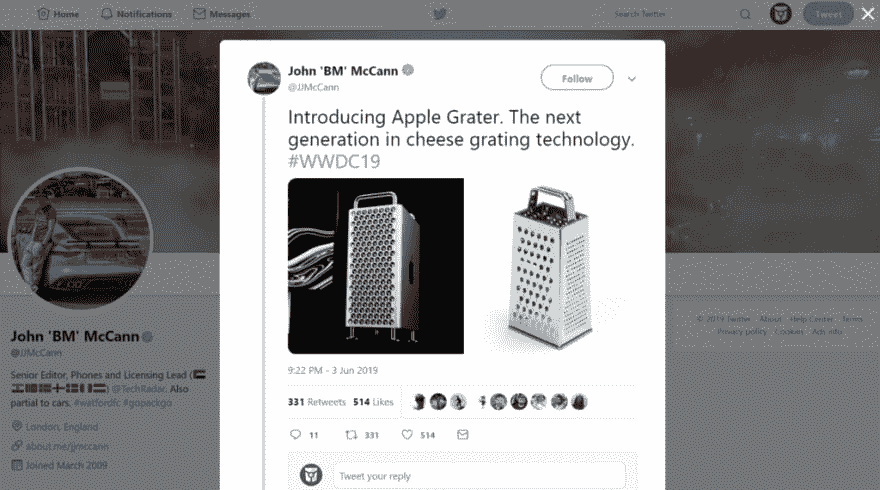 Home
Notifications
Messages
Search Twitter
Tweet
John 'BM' McCann
@JJMcCann
Follow
Introducing Apple Grater. The next
generation in cheese grating technology.
#WWDC19
9:22 PM - 3 Jun 2019
331 Retweets 514 Likes
11
331
514
Tweet your reply
John 'BM' McCann
@JJMcCann
Senior Editor, Phones and Licensing Lead (
) @TechRadar. Also
partial to cars. #watfordfc #gopackgo
London, England
about.me/jjmccann
Joined March 2009
© 2019 Twitter About Help Center Terms
Privacy policy Cookies Ads info